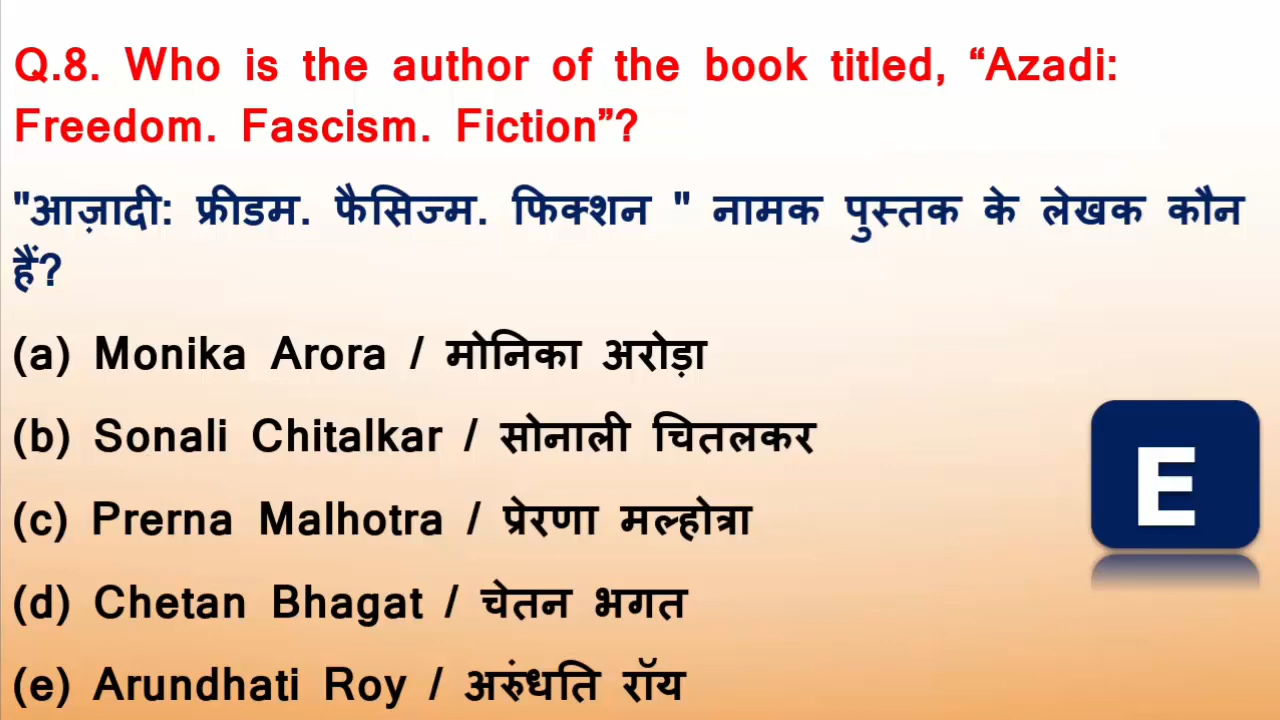 Q.8. Who is the author of the book titled, “Azadi:
Freedom. Fascism. Fiction”?
"आज़ादी: फ्रीडम. फैसिज्म. फिक्शन " नामक पुस्तक के लेखक कौन
हैं?
(a) Monika Arora / मोनिका अरोड़ा
(b) Sonali Chitalkar / सोनाली चितलकर
(c) Prerna Malhotra / प्रेरणा मल्होत्रा
(d) Chetan Bhagat / चेतन भगत
(e) Arundhati Roy / अरुंधति रॉय
E